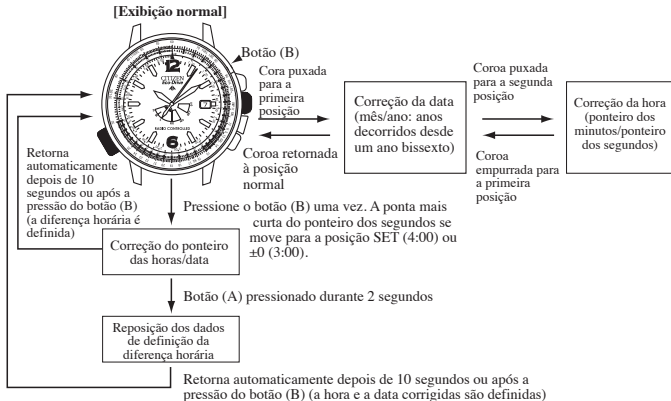 [Exibição normal]
Botão (B)
12
CITIZEN
Eco-Drive
7
RADIO CONTROLLED
6
Cora puxada
para a
primeira
posição
Coroa retornada
à posição
normal
Correção da data
(mês/ano: anos
decorridos desde
um ano bissexto)
Coroa puxada
para a segunda
posição
Coroa
empurrada para
a primeira
posição
Correção da hora
(ponteiro dos
minutos/ponteiro
dos segundos)
Retorna
automaticamente
depois de 10
segundos ou após a
pressão do botão (B)
(a diferença horária é
definida)
Pressione o botão (B) uma vez. A ponta mais
curta do ponteiro dos segundos se
move para a posição SET (4:00) ou
±0 (3:00).
Correção do ponteiro
das horas/data
Botão (A) pressionado durante 2 segundos
Reposição dos dados
de definição da
diferença horária
Retorna automaticamente depois de 10 segundos ou após a
pressão do botão (B) (a hora e a data corrigidas são definidas)